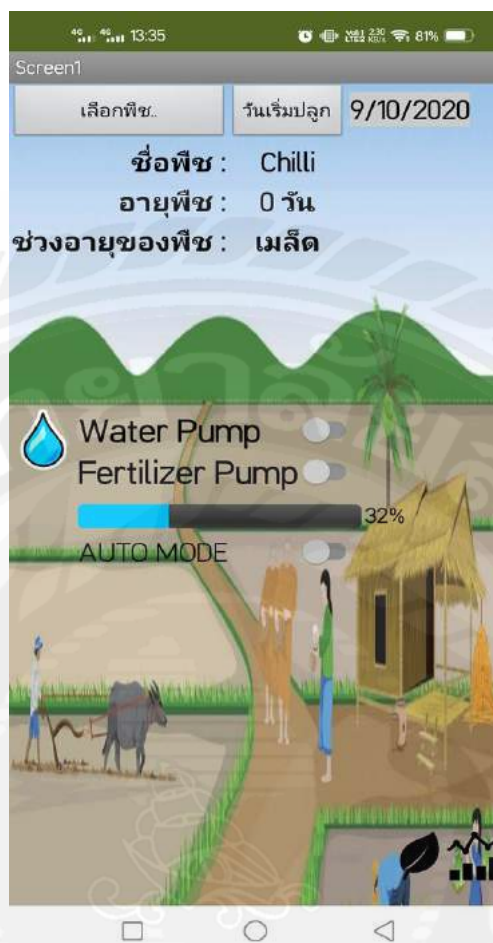 4G 4G 13:35 81%
Screen1
เลือกพืช.. วันเริ่มปลูก 9/10/2020
ชื่อพืช : Chilli
อายุพืช : 0 วัน
ช่วงอายุของพืช : เมล็ด
Water Pump
Fertilizer Pump
32%
AUTO MODE